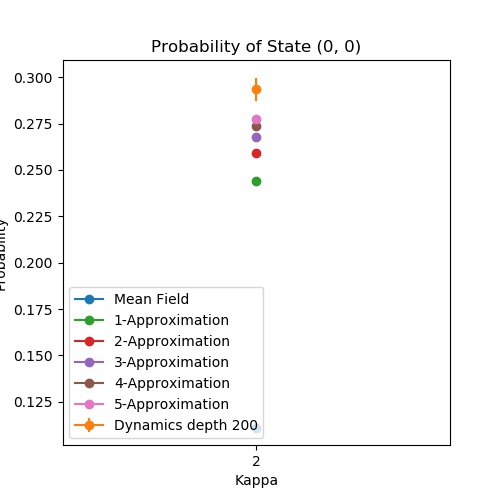 Probability of State (0, 0)
0.300
0.275
0.250
0.225
0.200
0.175
0.150
0.125
Probability
Mean Field
1-Approximation
2-Approximation
3-Approximation
4-Approximation
5-Approximation
Dynamics depth 200
2
Kappa